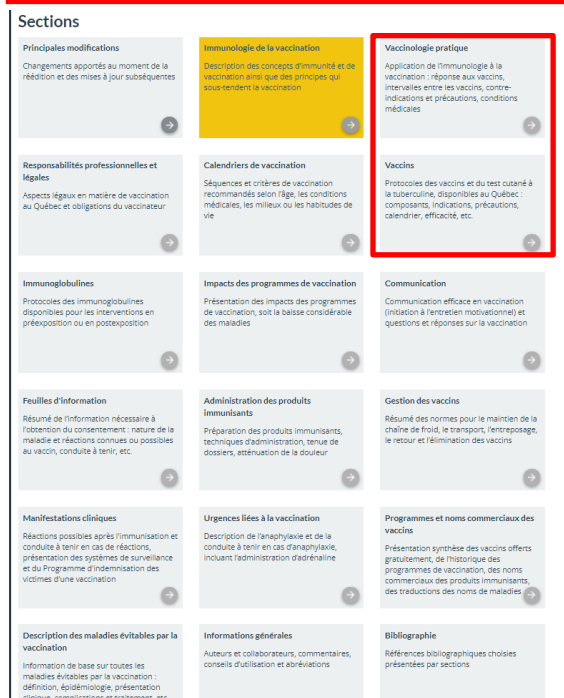 Sections
Principales modifications
Changements apportés au moment de la
réédition et des mises à jour subséquentes
Immunologie de la vaccination
Description des concepts d'immunité et de
vaccination ainsi que des principes qui
sous-tendent la vaccination
Vaccinologie pratique
Application de l'immunologie à la
vaccination : réponse aux vaccins,
intervalles entre les vaccins, contre-
indications et précautions, conditions
médicales
Responsabilités professionnelles et
légales
Aspects légaux en matière de vaccination
au Québec et obligations du vaccinateur
Calendriers de vaccination
Séquences et critères de vaccination
recommandés selon l'âge, les conditions
médicales, les milieux ou les habitudes de
vie
Vaccins
Protocoles des vaccins et du test cutané à
la tuberculine, disponibles au Québec :
composants, indications, précautions,
calendrier, efficacité, etc.
Immunoglobulines
Protocoles des immunoglobulines
disponibles pour les interventions en
préexposition ou en postexposition
Impacts des programmes de vaccination
Présentation des impacts des programmes
de vaccination, soit la baisse considérable
des maladies
Communication
Communication efficace en vaccination
(initiation à l'entretien motivationnel) et
questions et réponses sur la vaccination
Feuilles d'information
Résumé de l'information nécessaire à
l'obtention du consentement : nature de la
maladie et réactions connues ou possibles
au vaccin, conduite à tenir, etc.
Administration des produits
immunisants
Préparation des produits immunisants,
techniques d'administration, tenue de
dossiers, atténuation de la douleur
Gestion des vaccins
Résumé des normes pour le maintien de la
chaîne de froid, le transport, l'entreposage,
le retour et l'élimination des vaccins
Manifestations cliniques
Réactions possibles après l'immunisation et
conduite à tenir en cas de réactions,
présentation des systèmes de surveillance
et du Programme d'indemnisation des
victimes d'une vaccination
Urgences liées à la vaccination
Description de l'anaphylaxie et de la
conduite à tenir en cas d'anaphylaxie,
incluant l'administration d'adrénaline
Programmes et noms commerciaux des
vaccins
Présentation synthèse des vaccins offerts
gratuitement, de l'historique des
programmes de vaccination, des noms
commerciaux des produits immunisants,
des traductions des noms de maladies
Description des maladies évitables par la
vaccination
Information de base sur toutes les
maladies évitables par la vaccination :
définition, épidémiologie, présentation
clinique, complications et traitement, etc.
Informations générales
Auteurs et collaborateurs, commentaires,
conseils d'utilisation et abréviations
Bibliographie
Références bibliographiques choisies
présentées par sections